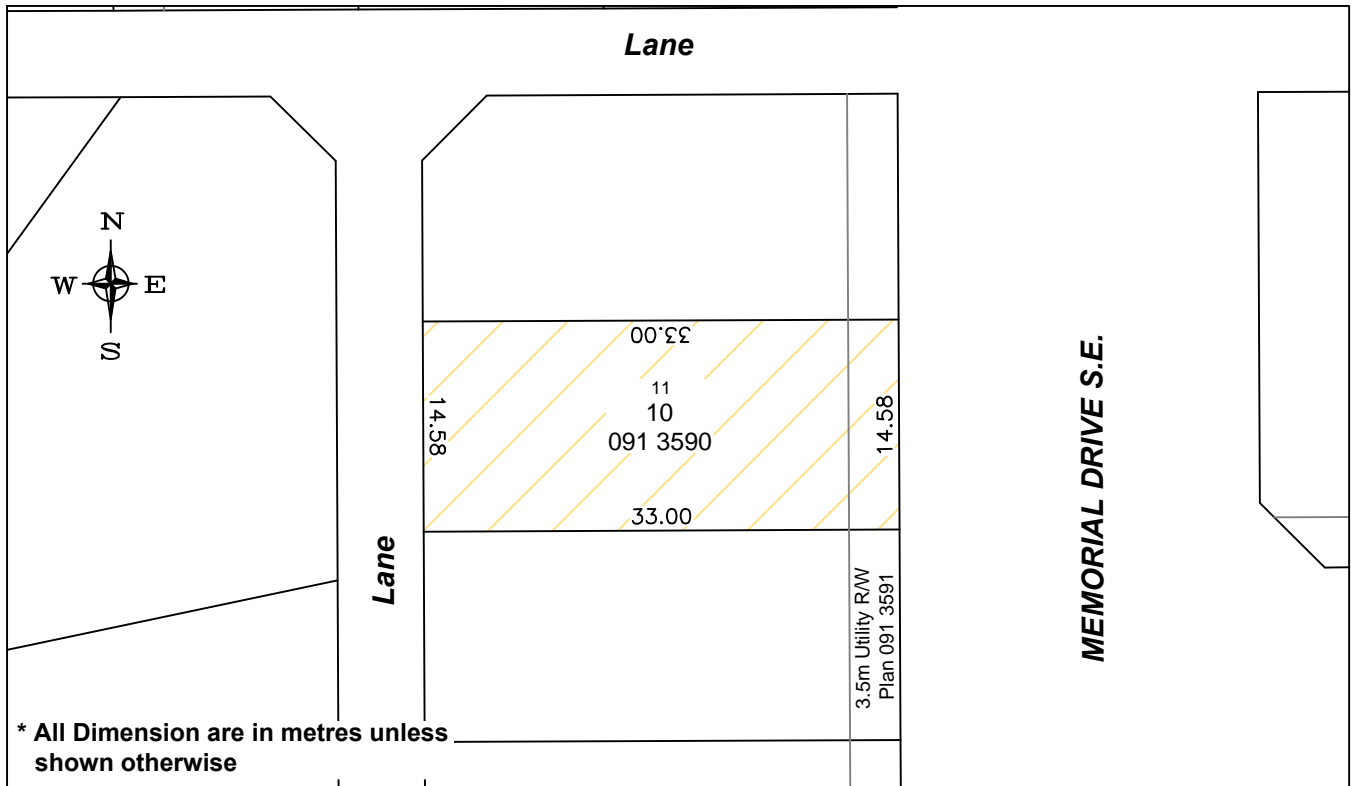 Lane
N
W E
S
33.00
11
10
091 3590
14.58
14.58
33.00
Lane
MEMORIAL DRIVE S.E.
3.5m Utility R/W
Plan 091 3591
* All Dimension are in metres unless
shown otherwise